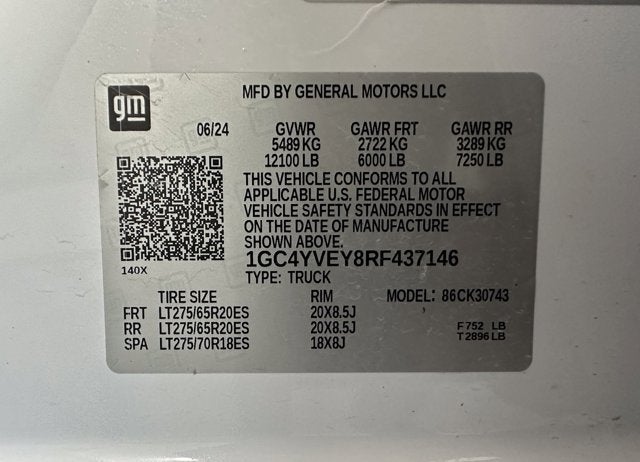 gm
MFD BY GENERAL MOTORS LLC
06/24 GVWR GAWR FRT GAWR RR
5489 KG 2722 KG 3289 KG
12100 LB 6000 LB 7250 LB
THIS VEHICLE CONFORMS TO ALL
APPLICABLE U.S. FEDERAL MOTOR
VEHICLE SAFETY STANDARDS IN EFFECT
ON THE DATE OF MANUFACTURE
SHOWN ABOVE.
140X
1GC4YVEY8RF437146
TYPE: TRUCK
TIRE SIZE RIM MODEL: 86CK30743
FRT LT275/65R20ES 20X8.5J
RR LT275/65R20ES 20X8.5J F 752 LB
SPA LT275/70R18ES 18X8J T 2896 LB